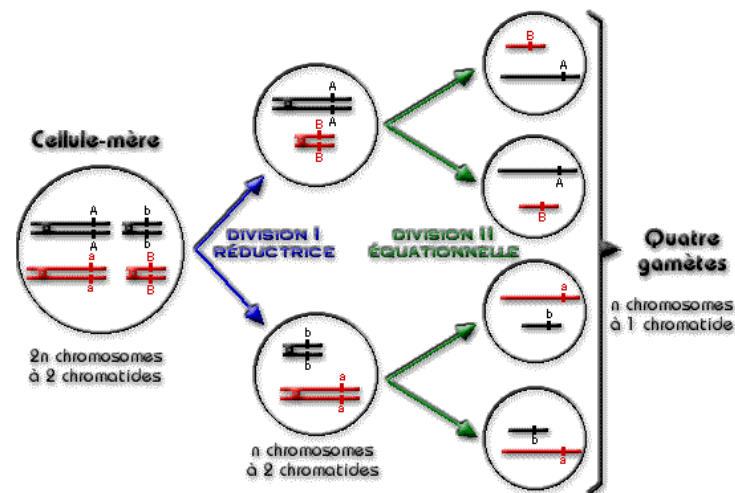 Cellule-mère
A
b
A
b
a
B
a
B
2n chromosomes
à 2 chromatides
DIVISION I
RÉDUCTRICE
A
A
B
B
b
b
a
a
n chromosomes
à 2 chromatides
DIVISION II
ÉQUATIONNELLE
B
A
A
B
a
b
b
a
Quatre
gamètes
n chromosomes
à 1 chromatide